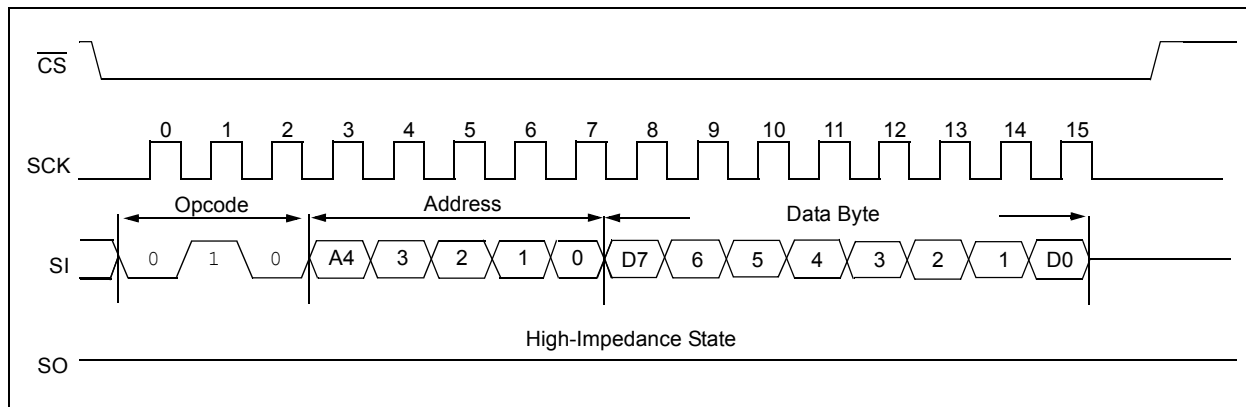 CS
0 1 2 3 4 5 6 7 8 9 10 11 12 13 14 15
SCK
Opcode Address Data Byte
SI 0 1 0 A4 3 2 1 0 D7 6 5 4 3 2 1 D0
High-Impedance State
SO